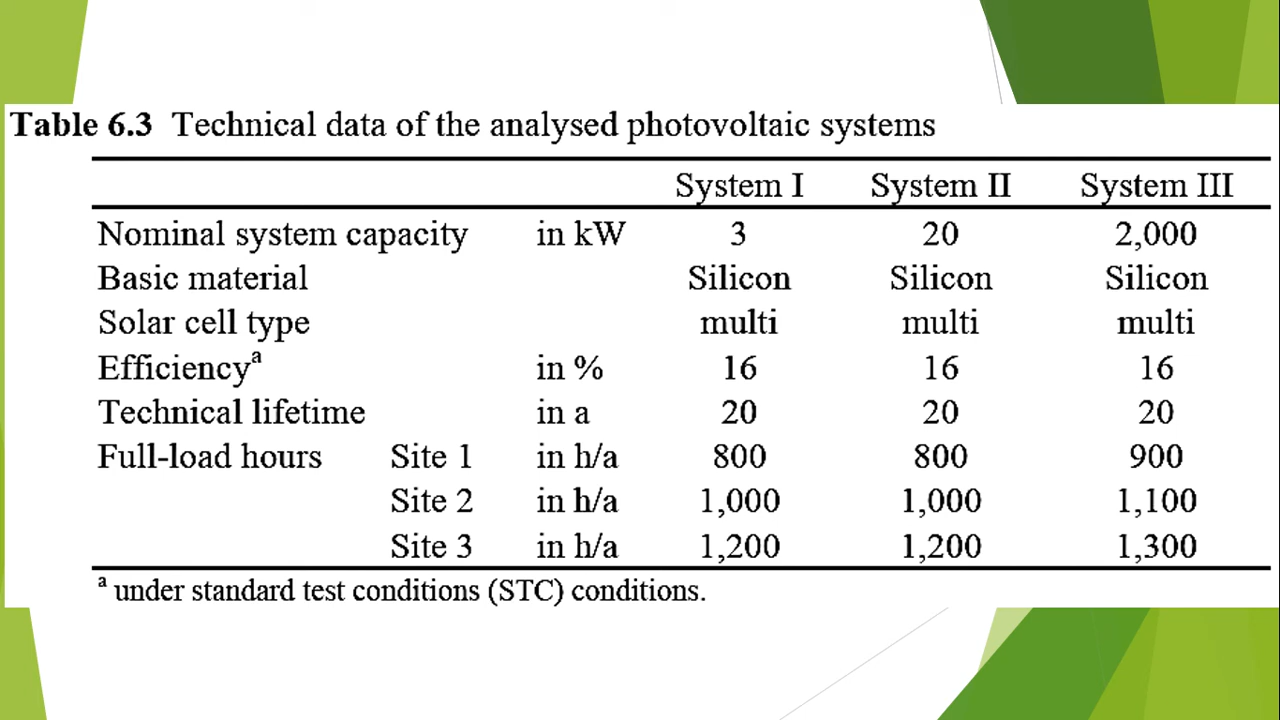 Table 6.3 Technical data of the analysed photovoltaic systems
System I System II System III
Nominal system capacity in kW 3 20 2,000
Basic material Silicon Silicon Silicon
Solar cell type multi multi multi
Efficiencyᵃ in % 16 16 16
Technical lifetime in a 20 20 20
Full-load hours Site 1 in h/a 800 800 900
Site 2 in h/a 1,000 1,000 1,100
Site 3 in h/a 1,200 1,200 1,300
ᵃ under standard test conditions (STC) conditions.